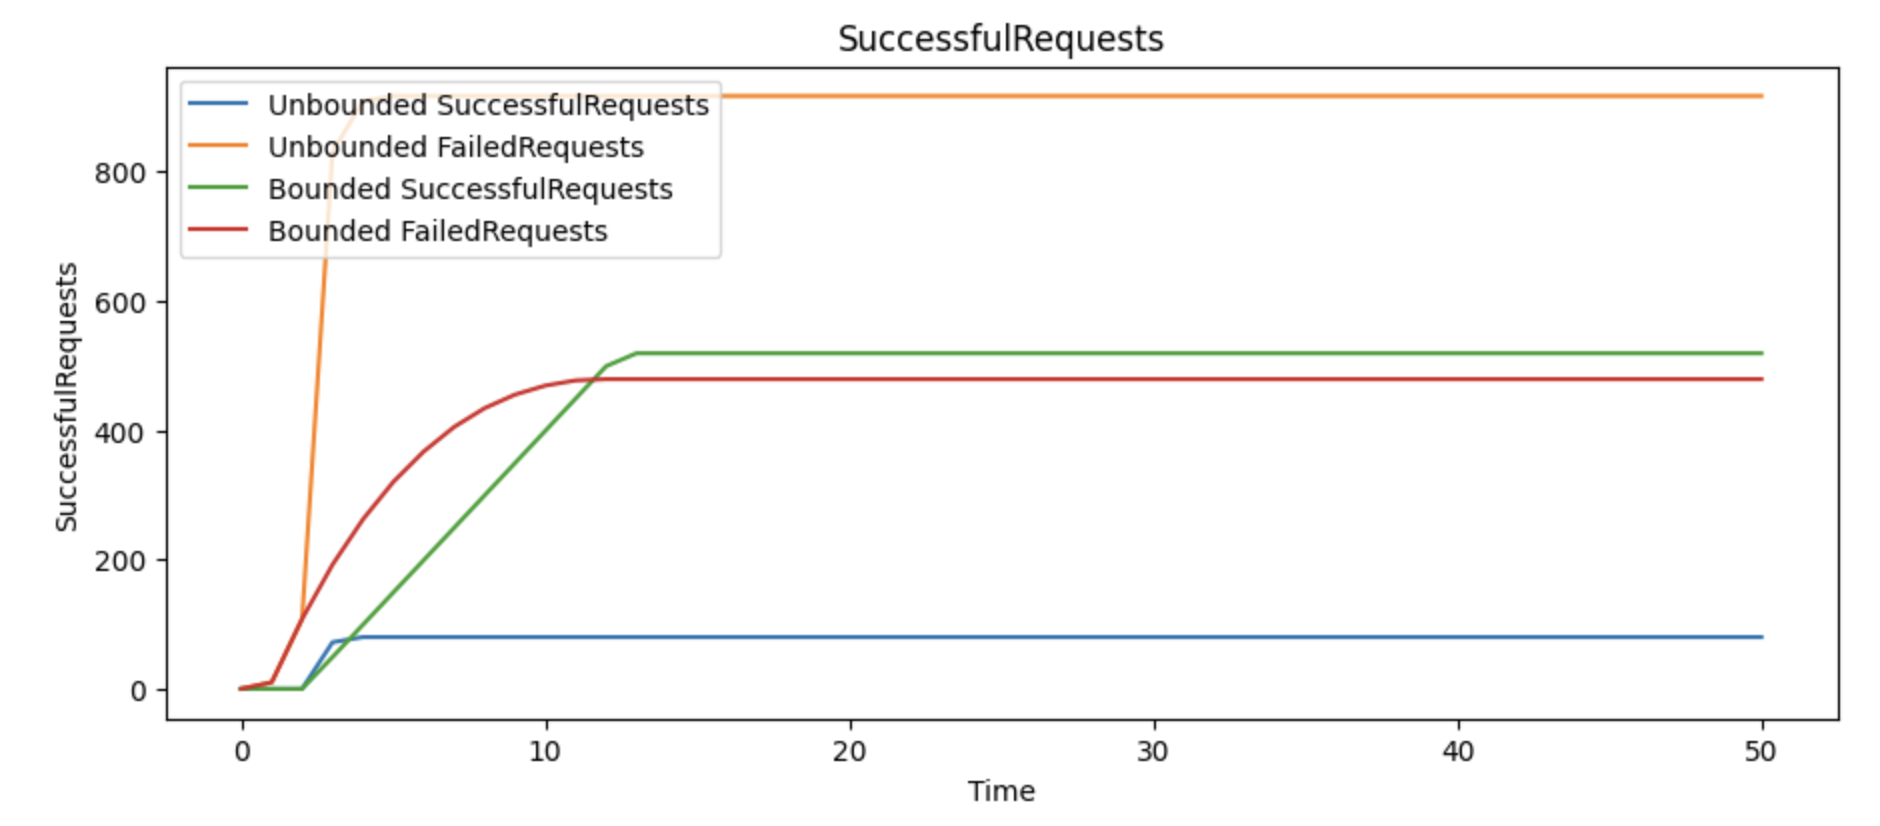 SuccessfulRequests
Unbounded SuccessfulRequests
Unbounded FailedRequests
Bounded SuccessfulRequests
Bounded FailedRequests
SuccessfulRequests
800
600
400
200
0
0 10 20 30 40 50
Time